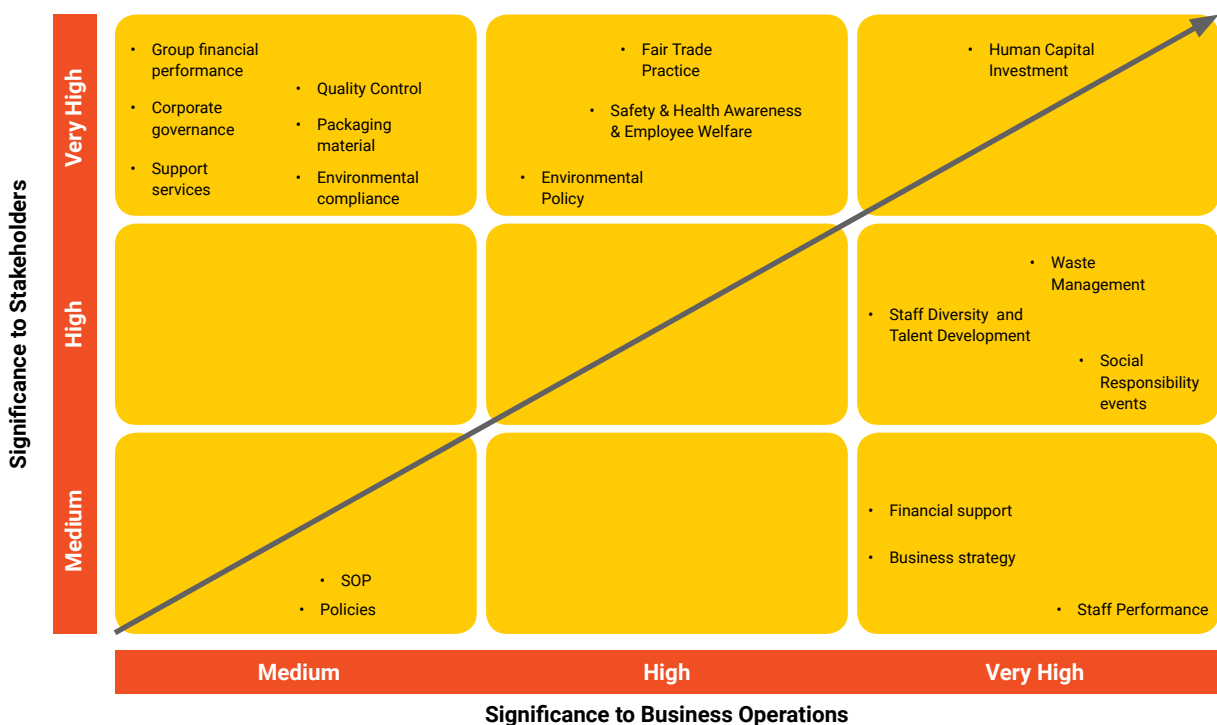 Significance to Stakeholders
Very High
• Group financial
performance
• Corporate
governance
• Support
services
• Quality Control
• Packaging
material
• Environmental
compliance
• Fair Trade
Practice
• Safety & Health Awareness
& Employee Welfare
• Environmental
Policy
• Human Capital
Investment
High
• Waste
Management
• Staff Diversity and
Talent Development
• Social
Responsibility
events
Medium
• SOP
• Policies
• Financial support
• Business strategy
• Staff Performance
Medium
High
Very High
Significance to Business Operations